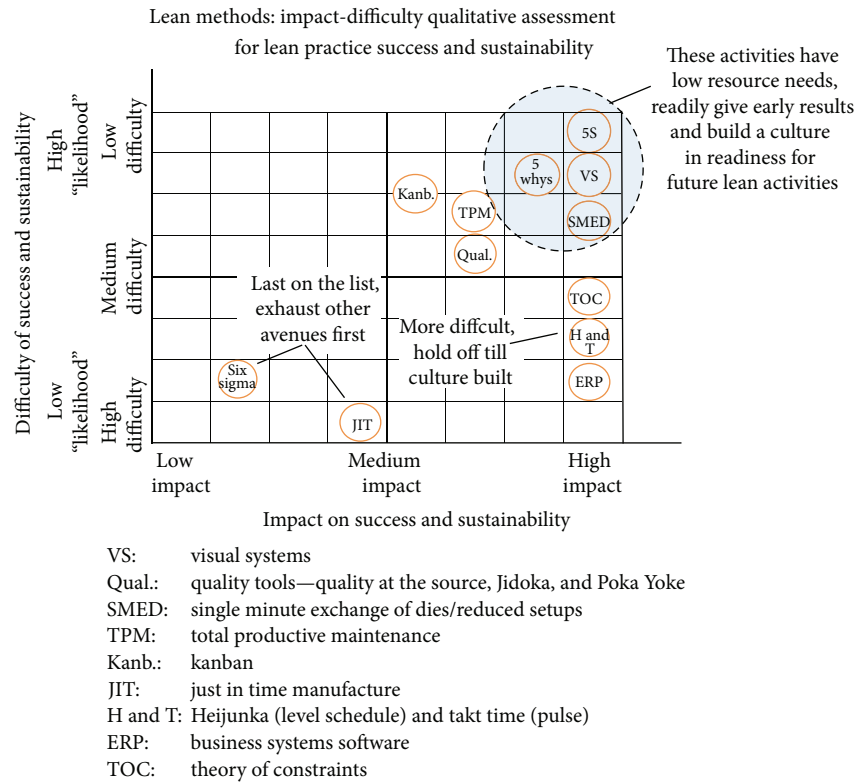 Lean methods: impact-difficulty qualitative assessment
for lean practice success and sustainability
These activities have
low resource needs,
readily give early results
and build a culture
in readiness for
future lean activities
Difficulty of success and sustainability
High
“likelihood”
Low
difficulty
Medium
difficulty
Low
“likelihood”
High
difficulty
5S
5
whys
VS
Kanb.
TPM
SMED
Qual.
Last on the list,
exhaust other
avenues first
TOC
More diffcult,
hold off till
culture built
H and
T
Six
sigma
ERP
JIT
Low
impact
Medium
impact
High
impact
Impact on success and sustainability
VS: visual systems
Qual.: quality tools—quality at the source, Jidoka, and Poka Yoke
SMED: single minute exchange of dies/reduced setups
TPM: total productive maintenance
Kanb.: kanban
JIT: just in time manufacture
H and T: Heijunka (level schedule) and takt time (pulse)
ERP: business systems software
TOC: theory of constraints